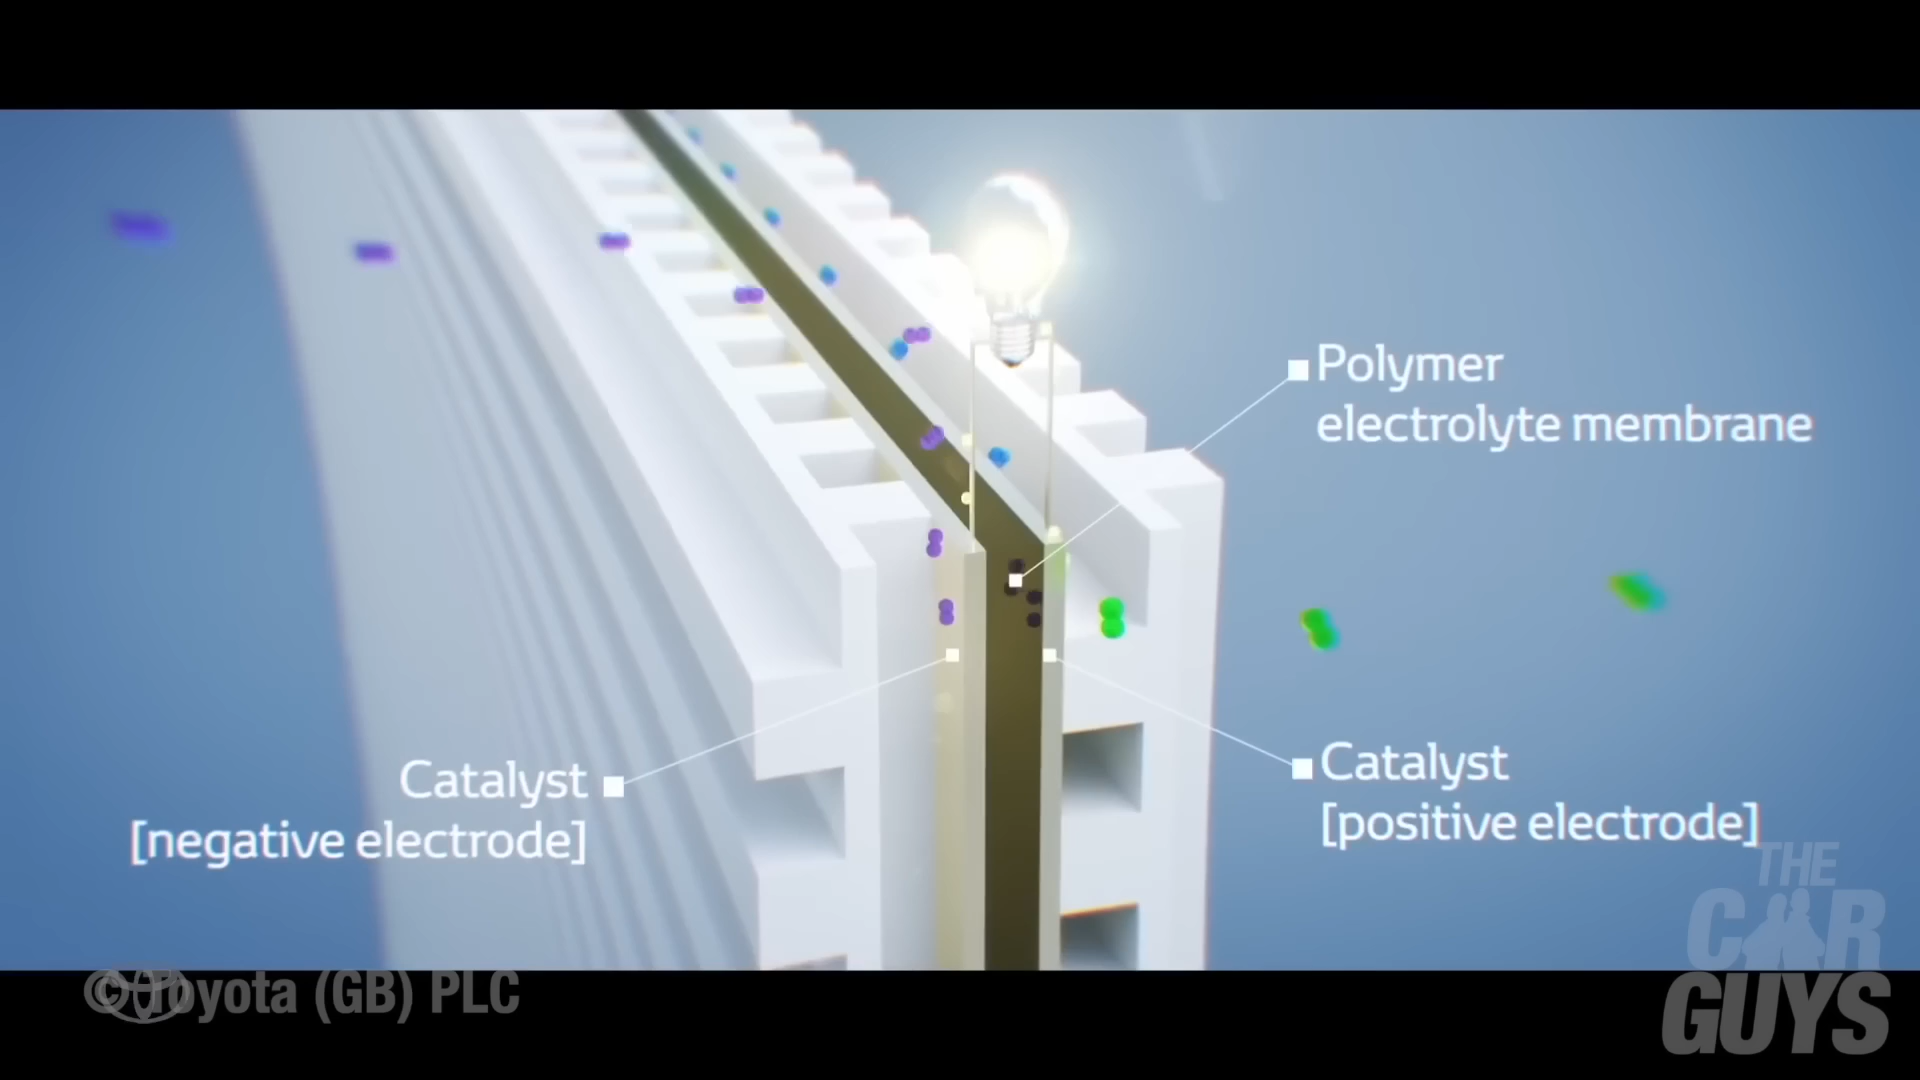 Polymer
electrolyte membrane
Catalyst
[negative electrode]
Catalyst
[positive electrode]
©Toyota (GB) PLC
THE
CAR
GUYS